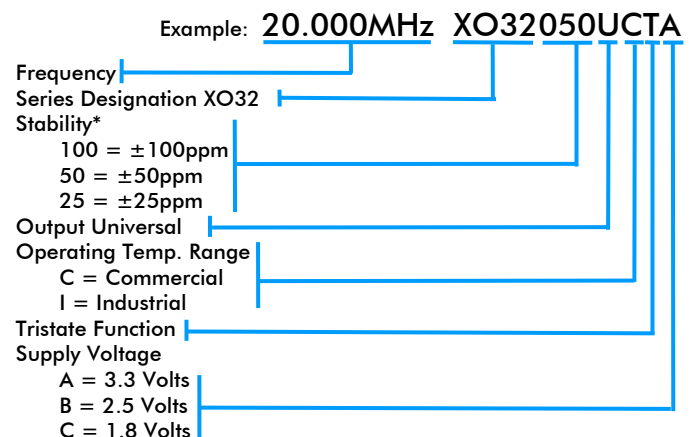 Example: 20.000MHz XO32050UCTA
Frequency
Series Designation XO32
Stability*
100 = ±100ppm
50 = ±50ppm
25 = ±25ppm
Output Universal
Operating Temp. Range
C = Commercial
I = Industrial
Tristate Function
Supply Voltage
A = 3.3 Volts
B = 2.5 Volts
C = 1.8 Volts